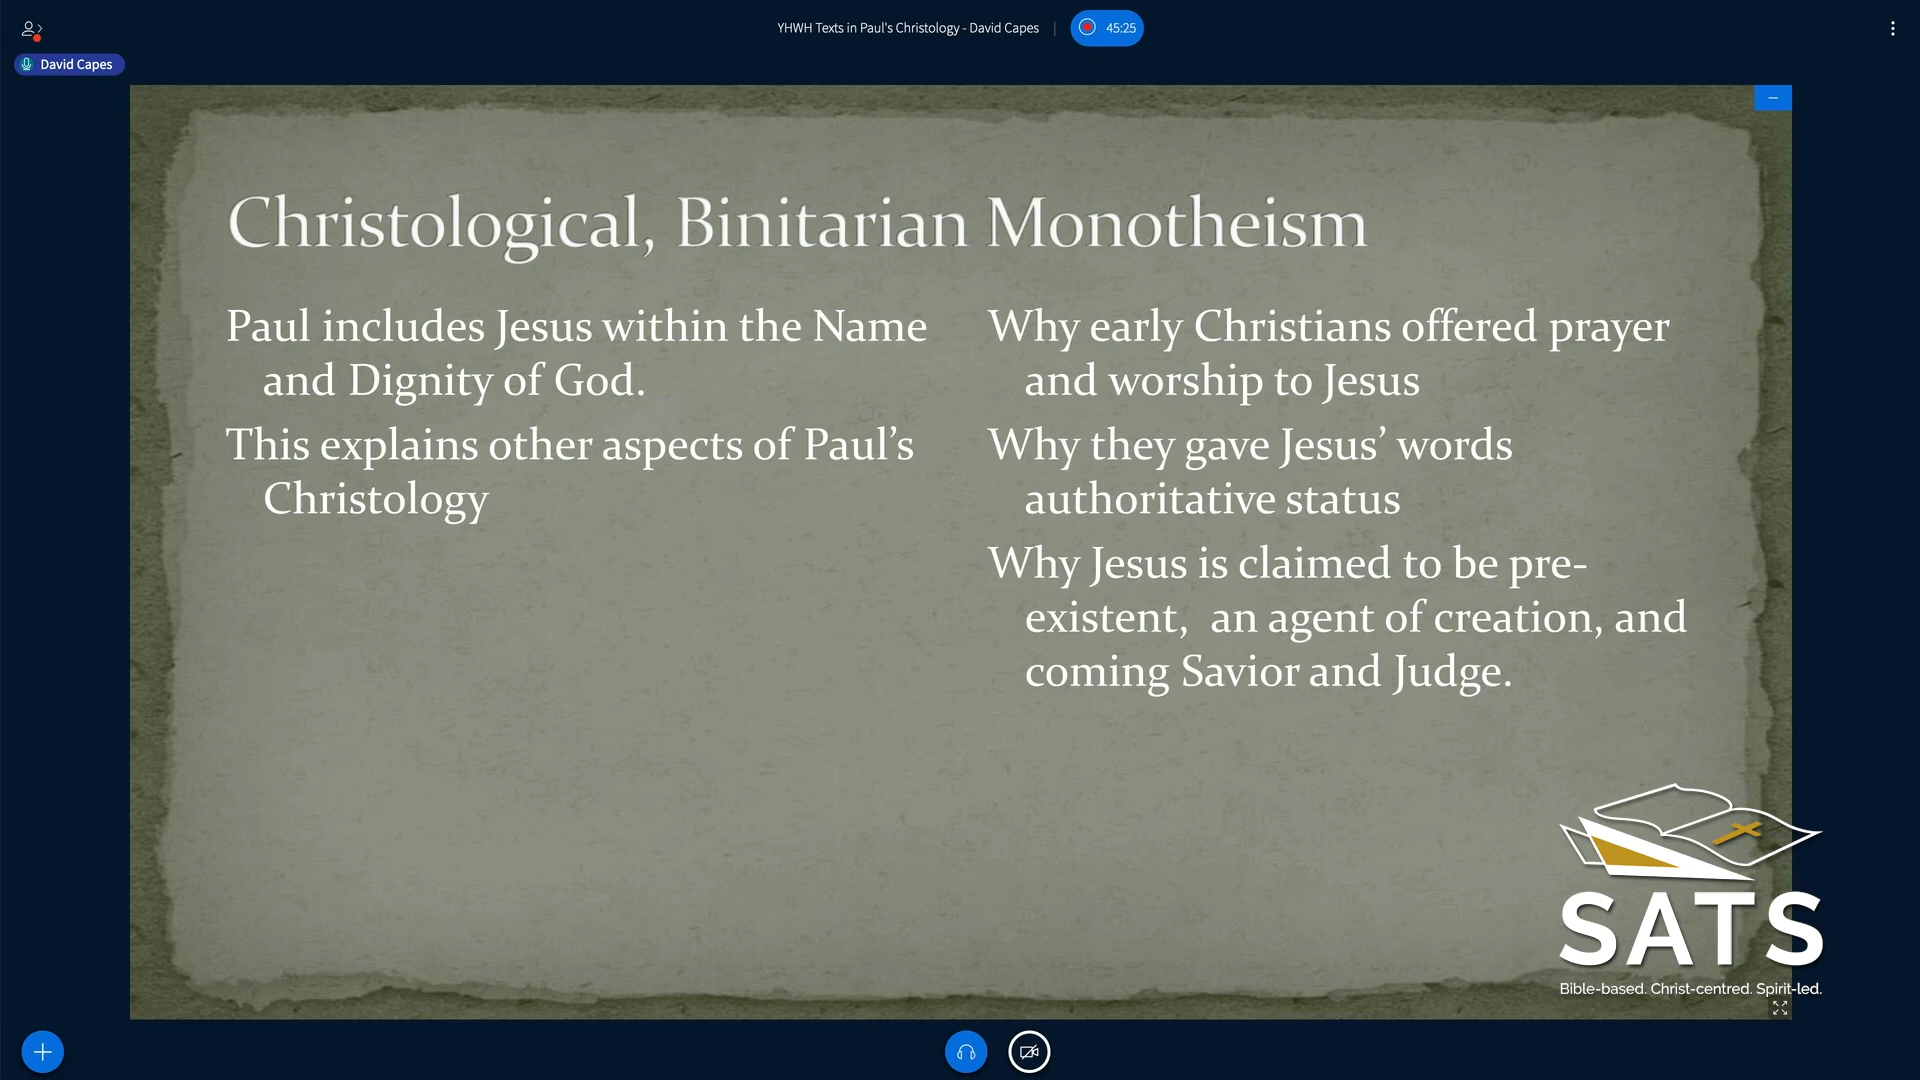 YHWH Texts in Paul's Christology - David Capes
45:25
David Capes
Christological, Binitarian Monotheism
Paul includes Jesus within the Name
and Dignity of God.
This explains other aspects of Paul’s
Christology
Why early Christians offered prayer
and worship to Jesus
Why they gave Jesus’ words
authoritative status
Why Jesus is claimed to be pre-
existent,  an agent of creation, and
coming Savior and Judge.
SATS
Bible-based. Christ-centred. Spirit-led.